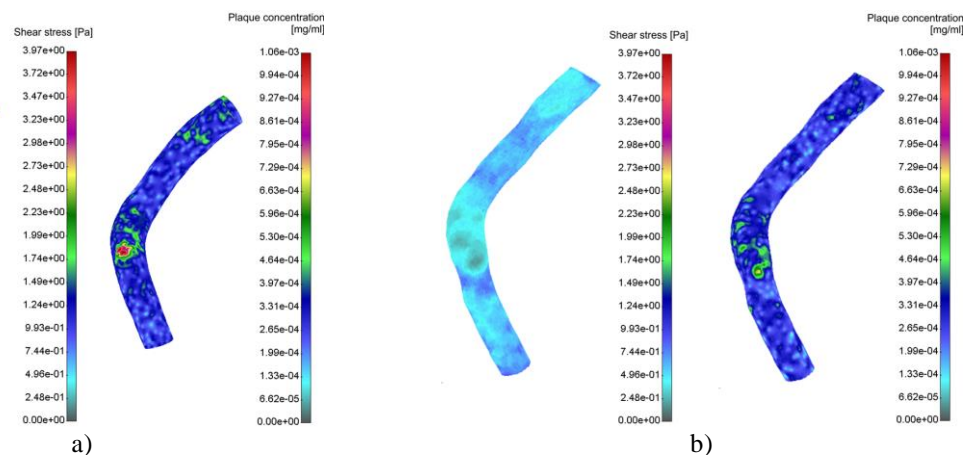 Shear stress [Pa]
3.97e+00
3.72e+00
3.47e+00
3.23e+00
2.98e+00
2.73e+00
2.48e+00
2.23e+00
1.99e+00
1.74e+00
1.49e+00
1.24e+00
9.93e-01
7.44e-01
4.96e-01
2.48e-01
0.00e+00
Plaque concentration
[mg/ml]
1.06e-03
9.94e-04
9.27e-04
8.61e-04
7.95e-04
7.29e-04
6.63e-04
5.96e-04
5.30e-04
4.64e-04
3.97e-04
3.31e-04
2.65e-04
1.99e-04
1.33e-04
6.62e-05
0.00e+00
a)
Shear stress [Pa]
3.97e+00
3.72e+00
3.47e+00
3.23e+00
2.98e+00
2.73e+00
2.48e+00
2.23e+00
1.99e+00
1.74e+00
1.49e+00
1.24e+00
9.93e-01
7.44e-01
4.96e-01
2.48e-01
0.00e+00
Plaque concentration
[mg/ml]
1.06e-03
9.94e-04
9.27e-04
8.61e-04
7.95e-04
7.29e-04
6.63e-04
5.96e-04
5.30e-04
4.64e-04
3.97e-04
3.31e-04
2.65e-04
1.99e-04
1.33e-04
6.62e-05
0.00e+00
b)